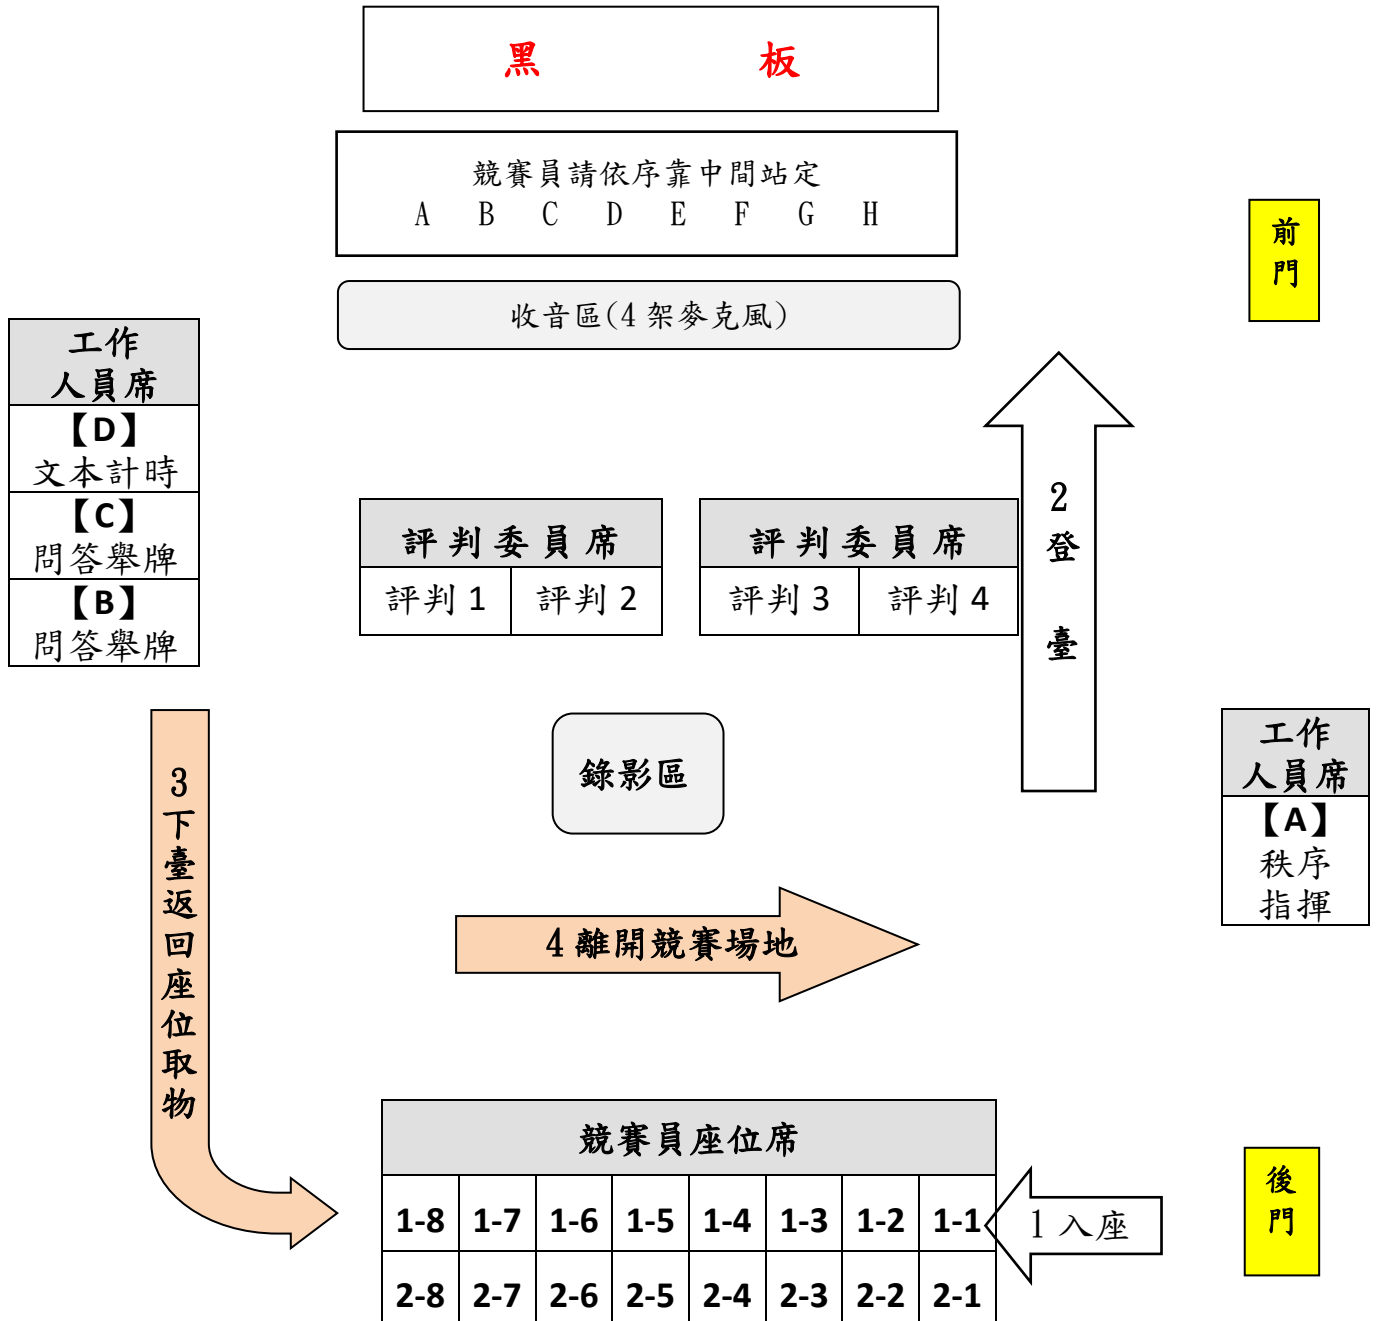 黑 板
競賽員請依序靠中間站定
A B C D E F G H
前
門
收音區(4架麥克風)
工作
人員席
【D】
文本計時
【C】
問答舉牌
【B】
問答舉牌
評判委員席
評判1 評判2
評判委員席
評判3 評判4
2
登
臺
錄影區
工作
人員席
【A】
秩序
指揮
3
下
臺
返
回
座
位
取
物
4離開競賽場地
競賽員座位席
1-8 1-7 1-6 1-5 1-4 1-3 1-2 1-1
2-8 2-7 2-6 2-5 2-4 2-3 2-2 2-1
1入座
後
門